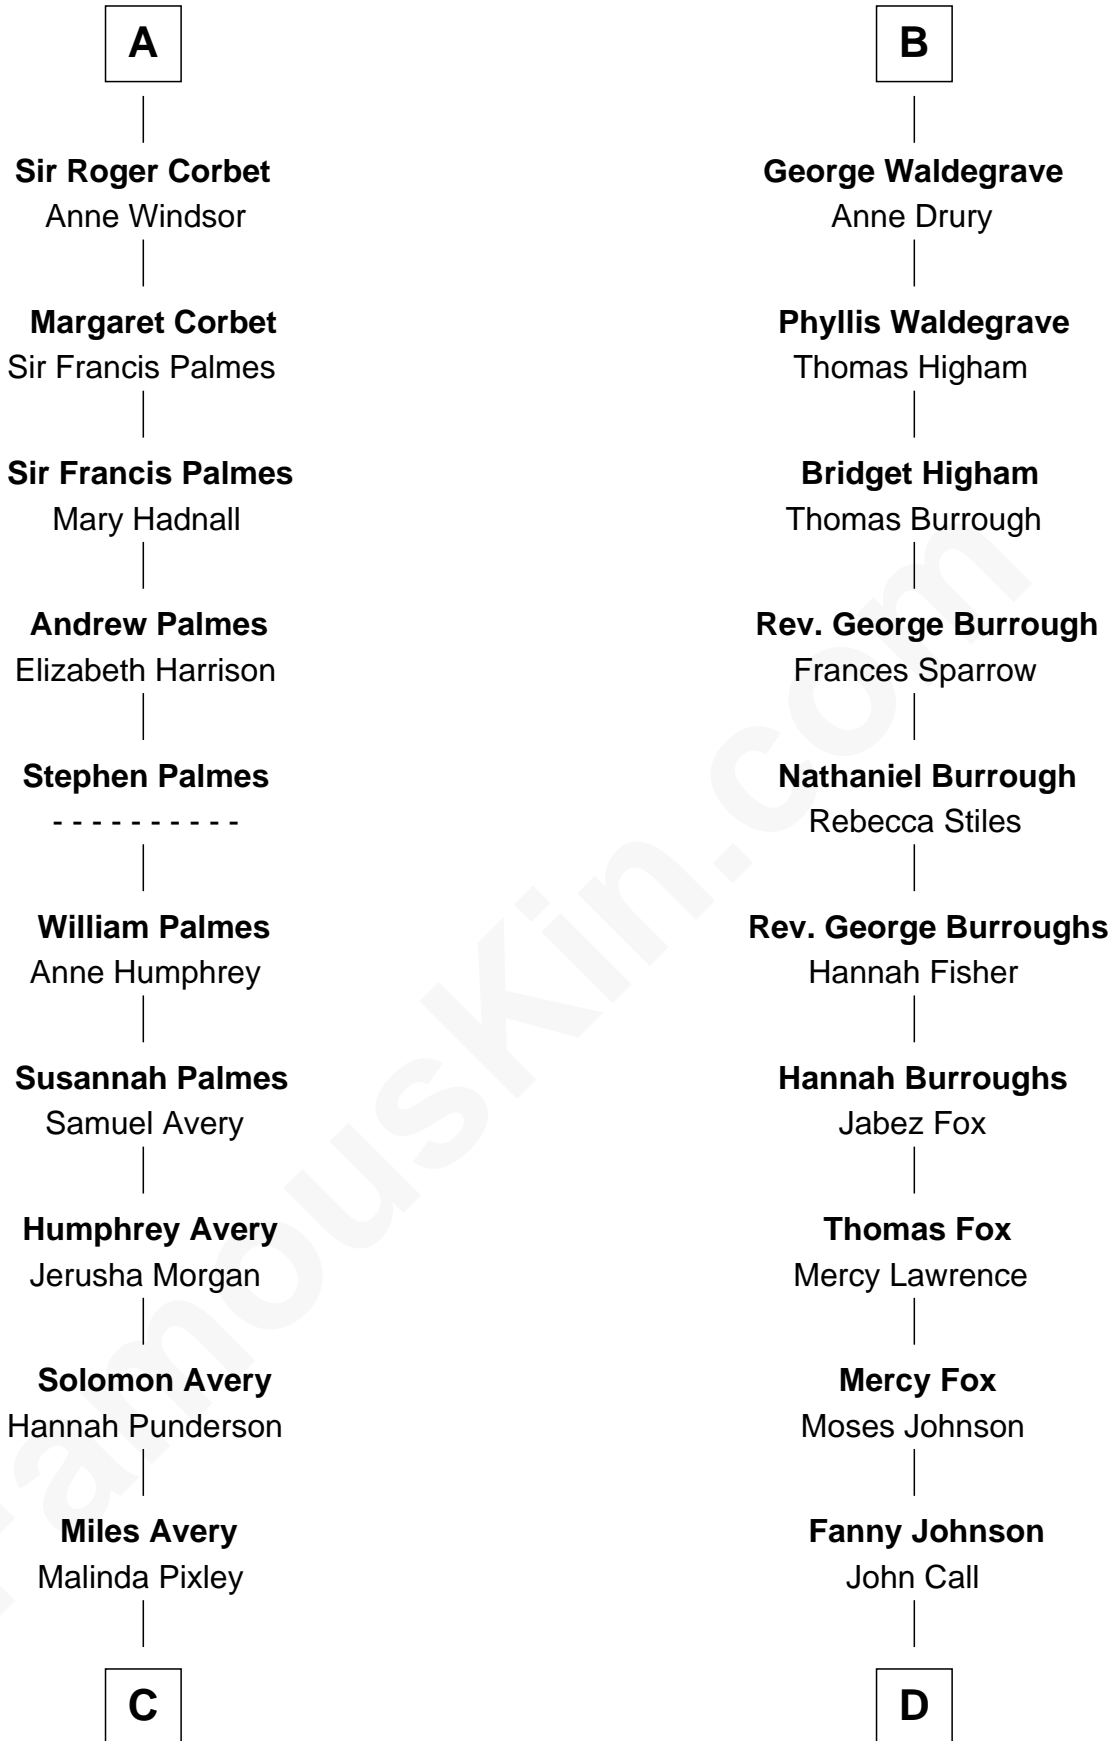 A
Sir Roger Corbet
Anne Windsor
Margaret Corbet
Sir Francis Palmes
Sir Francis Palmes
Mary Hadnall
Andrew Palmes
Elizabeth Harrison
Stephen Palmes
- - - - - - - - - -
William Palmes
Anne Humphrey
Susannah Palmes
Samuel Avery
Humphrey Avery
Jerusha Morgan
Solomon Avery
Hannah Punderson
Miles Avery
Malinda Pixley
C
B
George Waldegrave
Anne Drury
Phyllis Waldegrave
Thomas Higham
Bridget Higham
Thomas Burrough
Rev. George Burrough
Frances Sparrow
Nathaniel Burrough
Rebecca Stiles
Rev. George Burroughs
Hannah Fisher
Hannah Burroughs
Jabez Fox
Thomas Fox
Mercy Lawrence
Mercy Fox
Moses Johnson
Fanny Johnson
John Call
D
FamousKin.com